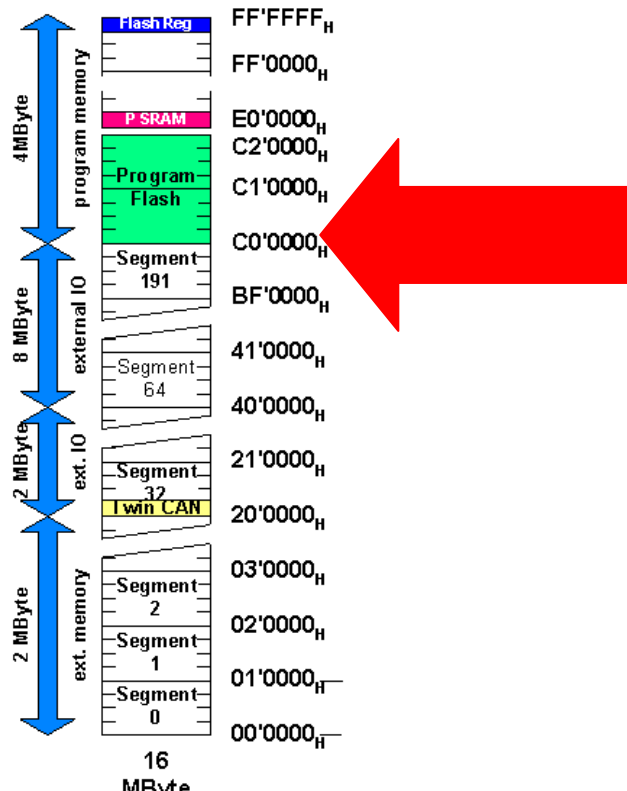 Flash Reg
FF'FFFFH
FF'0000H
P SRAM
E0'0000H
C2'0000H
Program
Flash
C1'0000H
C0'0000H
Segment
191
BF'0000H
41'0000H
Segment
64
40'0000H
21'0000H
Segment
32
Twin CAN
20'0000H
03'0000H
Segment
2
02'0000H
Segment
1
01'0000H
Segment
0
00'0000H
16
MByte
4MByte
program memory
8 MByte
external IO
2 MByte
ext. IO
2 MByte
ext. memory